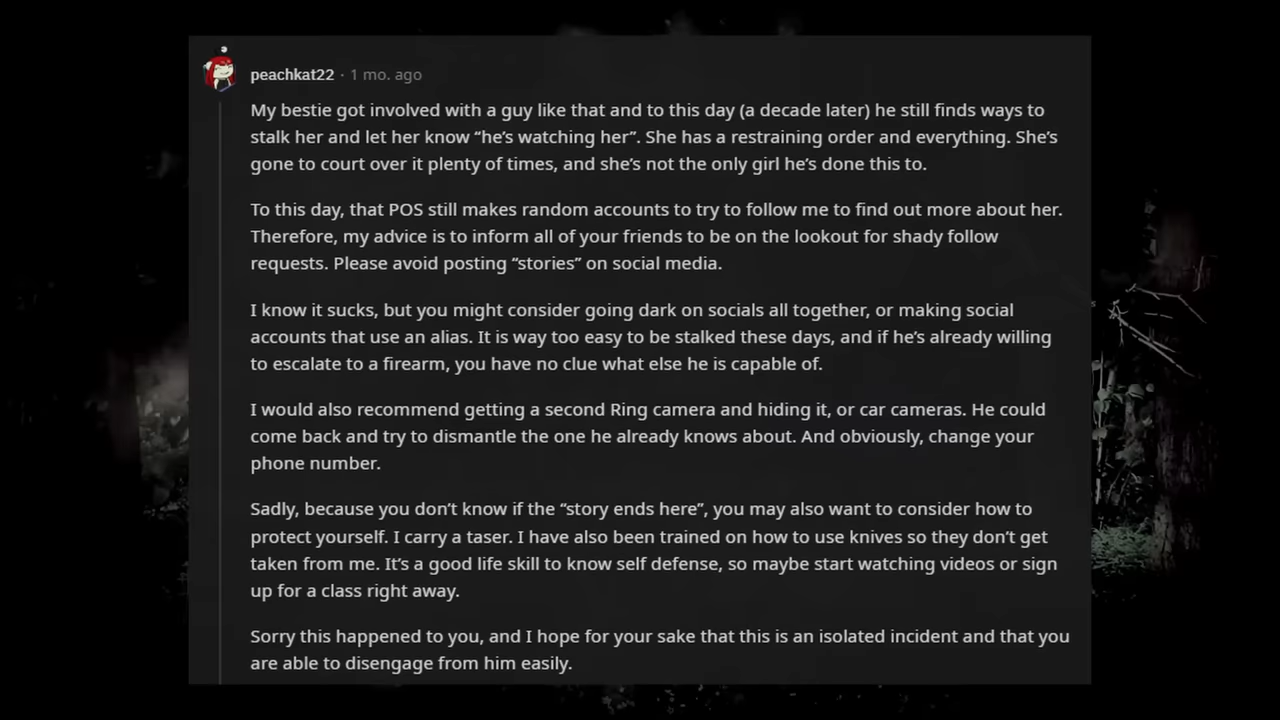 peachkat22 · 1 mo. ago
My bestie got involved with a guy like that and to this day (a decade later) he still finds ways to
stalk her and let her know “he’s watching her”. She has a restraining order and everything. She’s
gone to court over it plenty of times, and she’s not the only girl he’s done this to.
To this day, that POS still makes random accounts to try to follow me to find out more about her.
Therefore, my advice is to inform all of your friends to be on the lookout for shady follow
requests. Please avoid posting “stories” on social media.
I know it sucks, but you might consider going dark on socials all together, or making social
accounts that use an alias. It is way too easy to be stalked these days, and if he’s already willing
to escalate to a firearm, you have no clue what else he is capable of.
I would also recommend getting a second Ring camera and hiding it, or car cameras. He could
come back and try to dismantle the one he already knows about. And obviously, change your
phone number.
Sadly, because you don’t know if the “story ends here”, you may also want to consider how to
protect yourself. I carry a taser. I have also been trained on how to use knives so they don’t get
taken from me. It’s a good life skill to know self defense, so maybe start watching videos or sign
up for a class right away.
Sorry this happened to you, and I hope for your sake that this is an isolated incident and that you
are able to disengage from him easily.